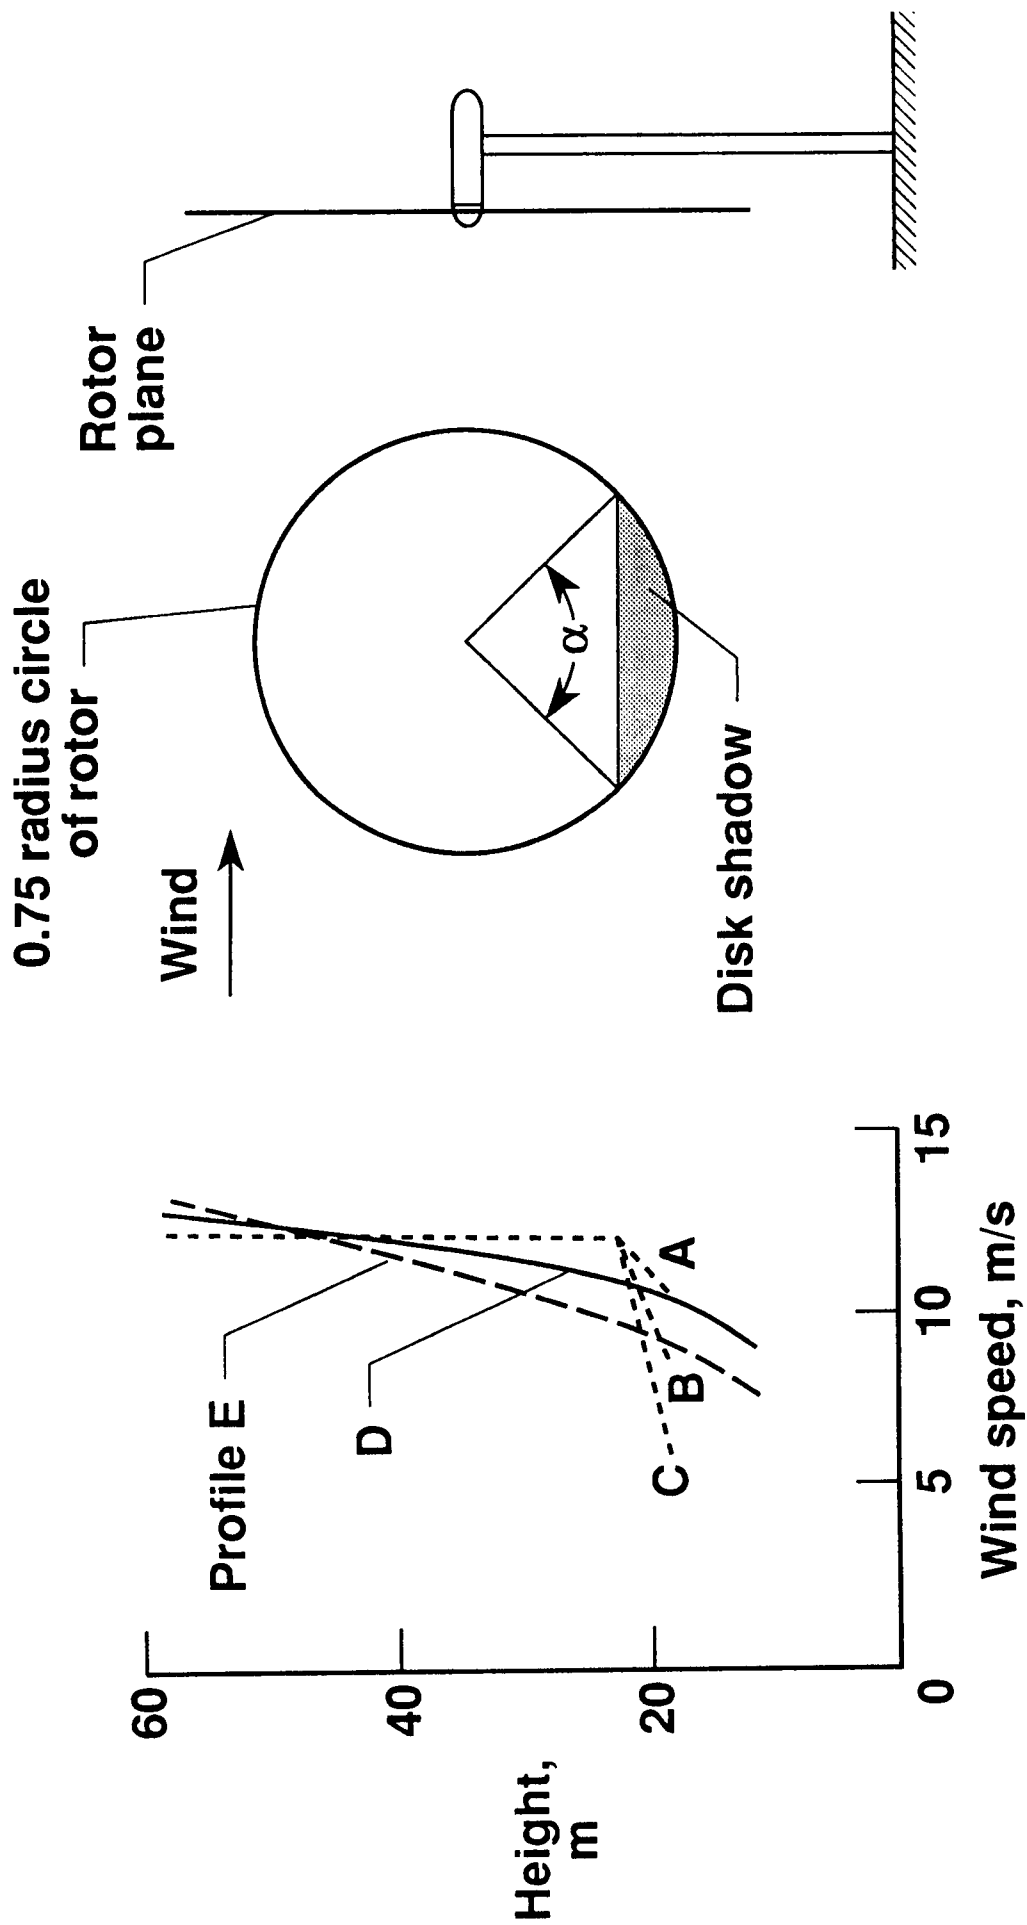 0.75 radius circle
of rotor
Wind
Rotor
plane
α
Disk shadow
Profile E
D
A
B
C
60
40
20
0
5
10
15
Height,
m
Wind speed, m/s